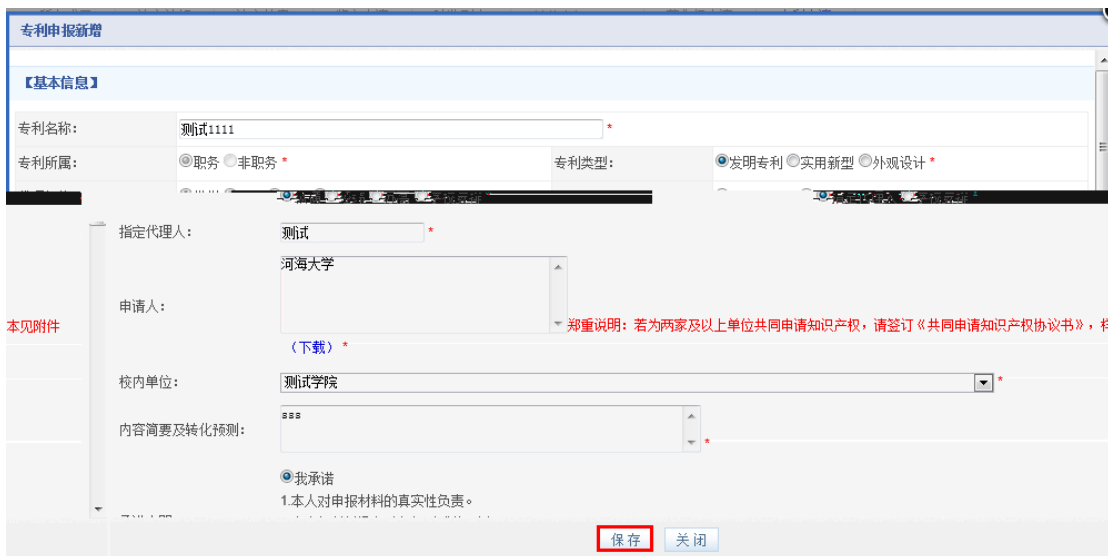 专利申报新增
【基本信息】
专利名称： 测试1111 *
专利所属： 职务 非职务 * 专利类型： 发明专利 实用新型 外观设计 *
指定代理人： 测试 *
河海大学
申请人：
本见附件 郑重说明：若为两家及以上单位共同申请知识产权，请签订《共同申请知识产权协议书》，样
（下载） *
校内单位： 测试学院 *
内容简要及转化预测： sss *
我承诺
1.本人对申报材料的真实性负责。
保存 关闭